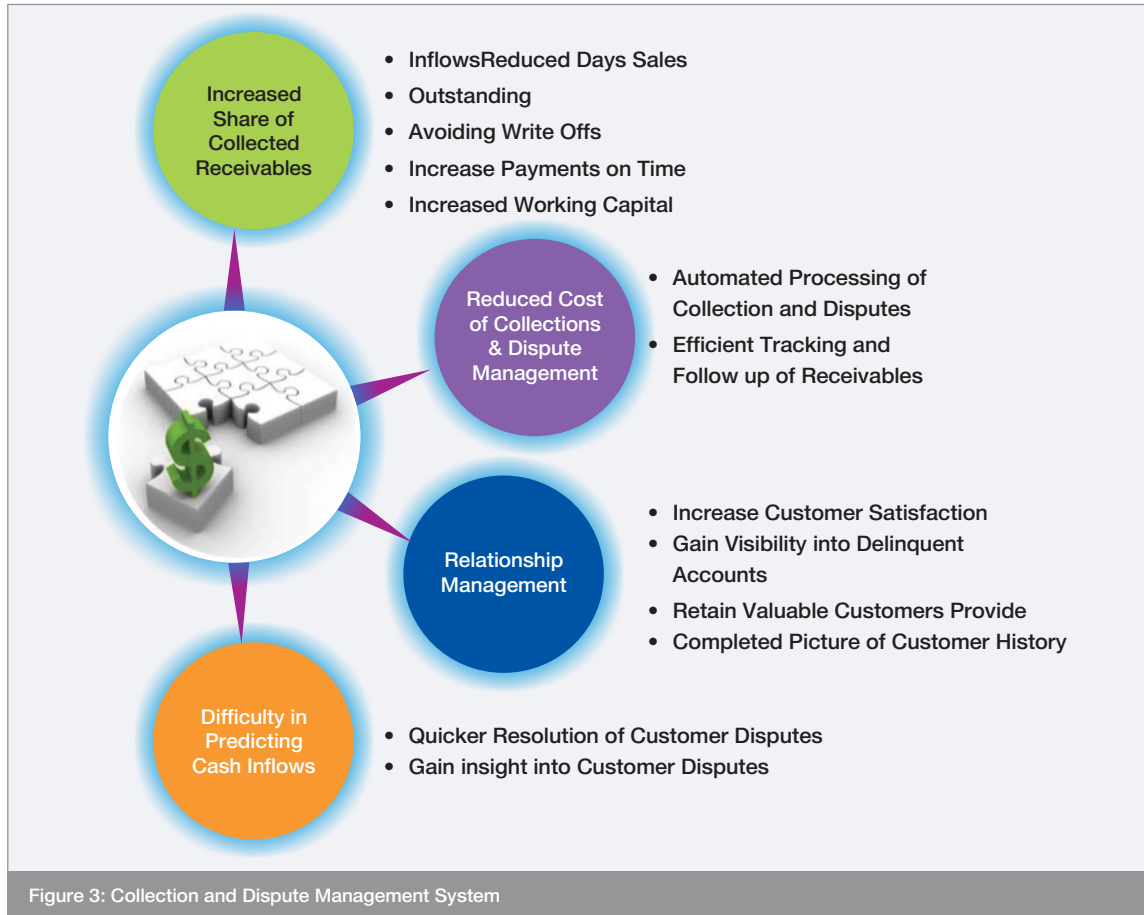 Increased
Share of
Collected
Receivables
• InflowsReduced Days Sales
• Outstanding
• Avoiding Write Offs
• Increase Payments on Time
• Increased Working Capital
Reduced Cost
of Collections
& Dispute
Management
• Automated Processing of
Collection and Disputes
• Efficient Tracking and
Follow up of Receivables
Relationship
Management
• Increase Customer Satisfaction
• Gain Visibility into Delinquent
Accounts
• Retain Valuable Customers Provide
• Completed Picture of Customer History
Difficulty in
Predicting
Cash Inflows
• Quicker Resolution of Customer Disputes
• Gain insight into Customer Disputes
$
Figure 3: Collection and Dispute Management System